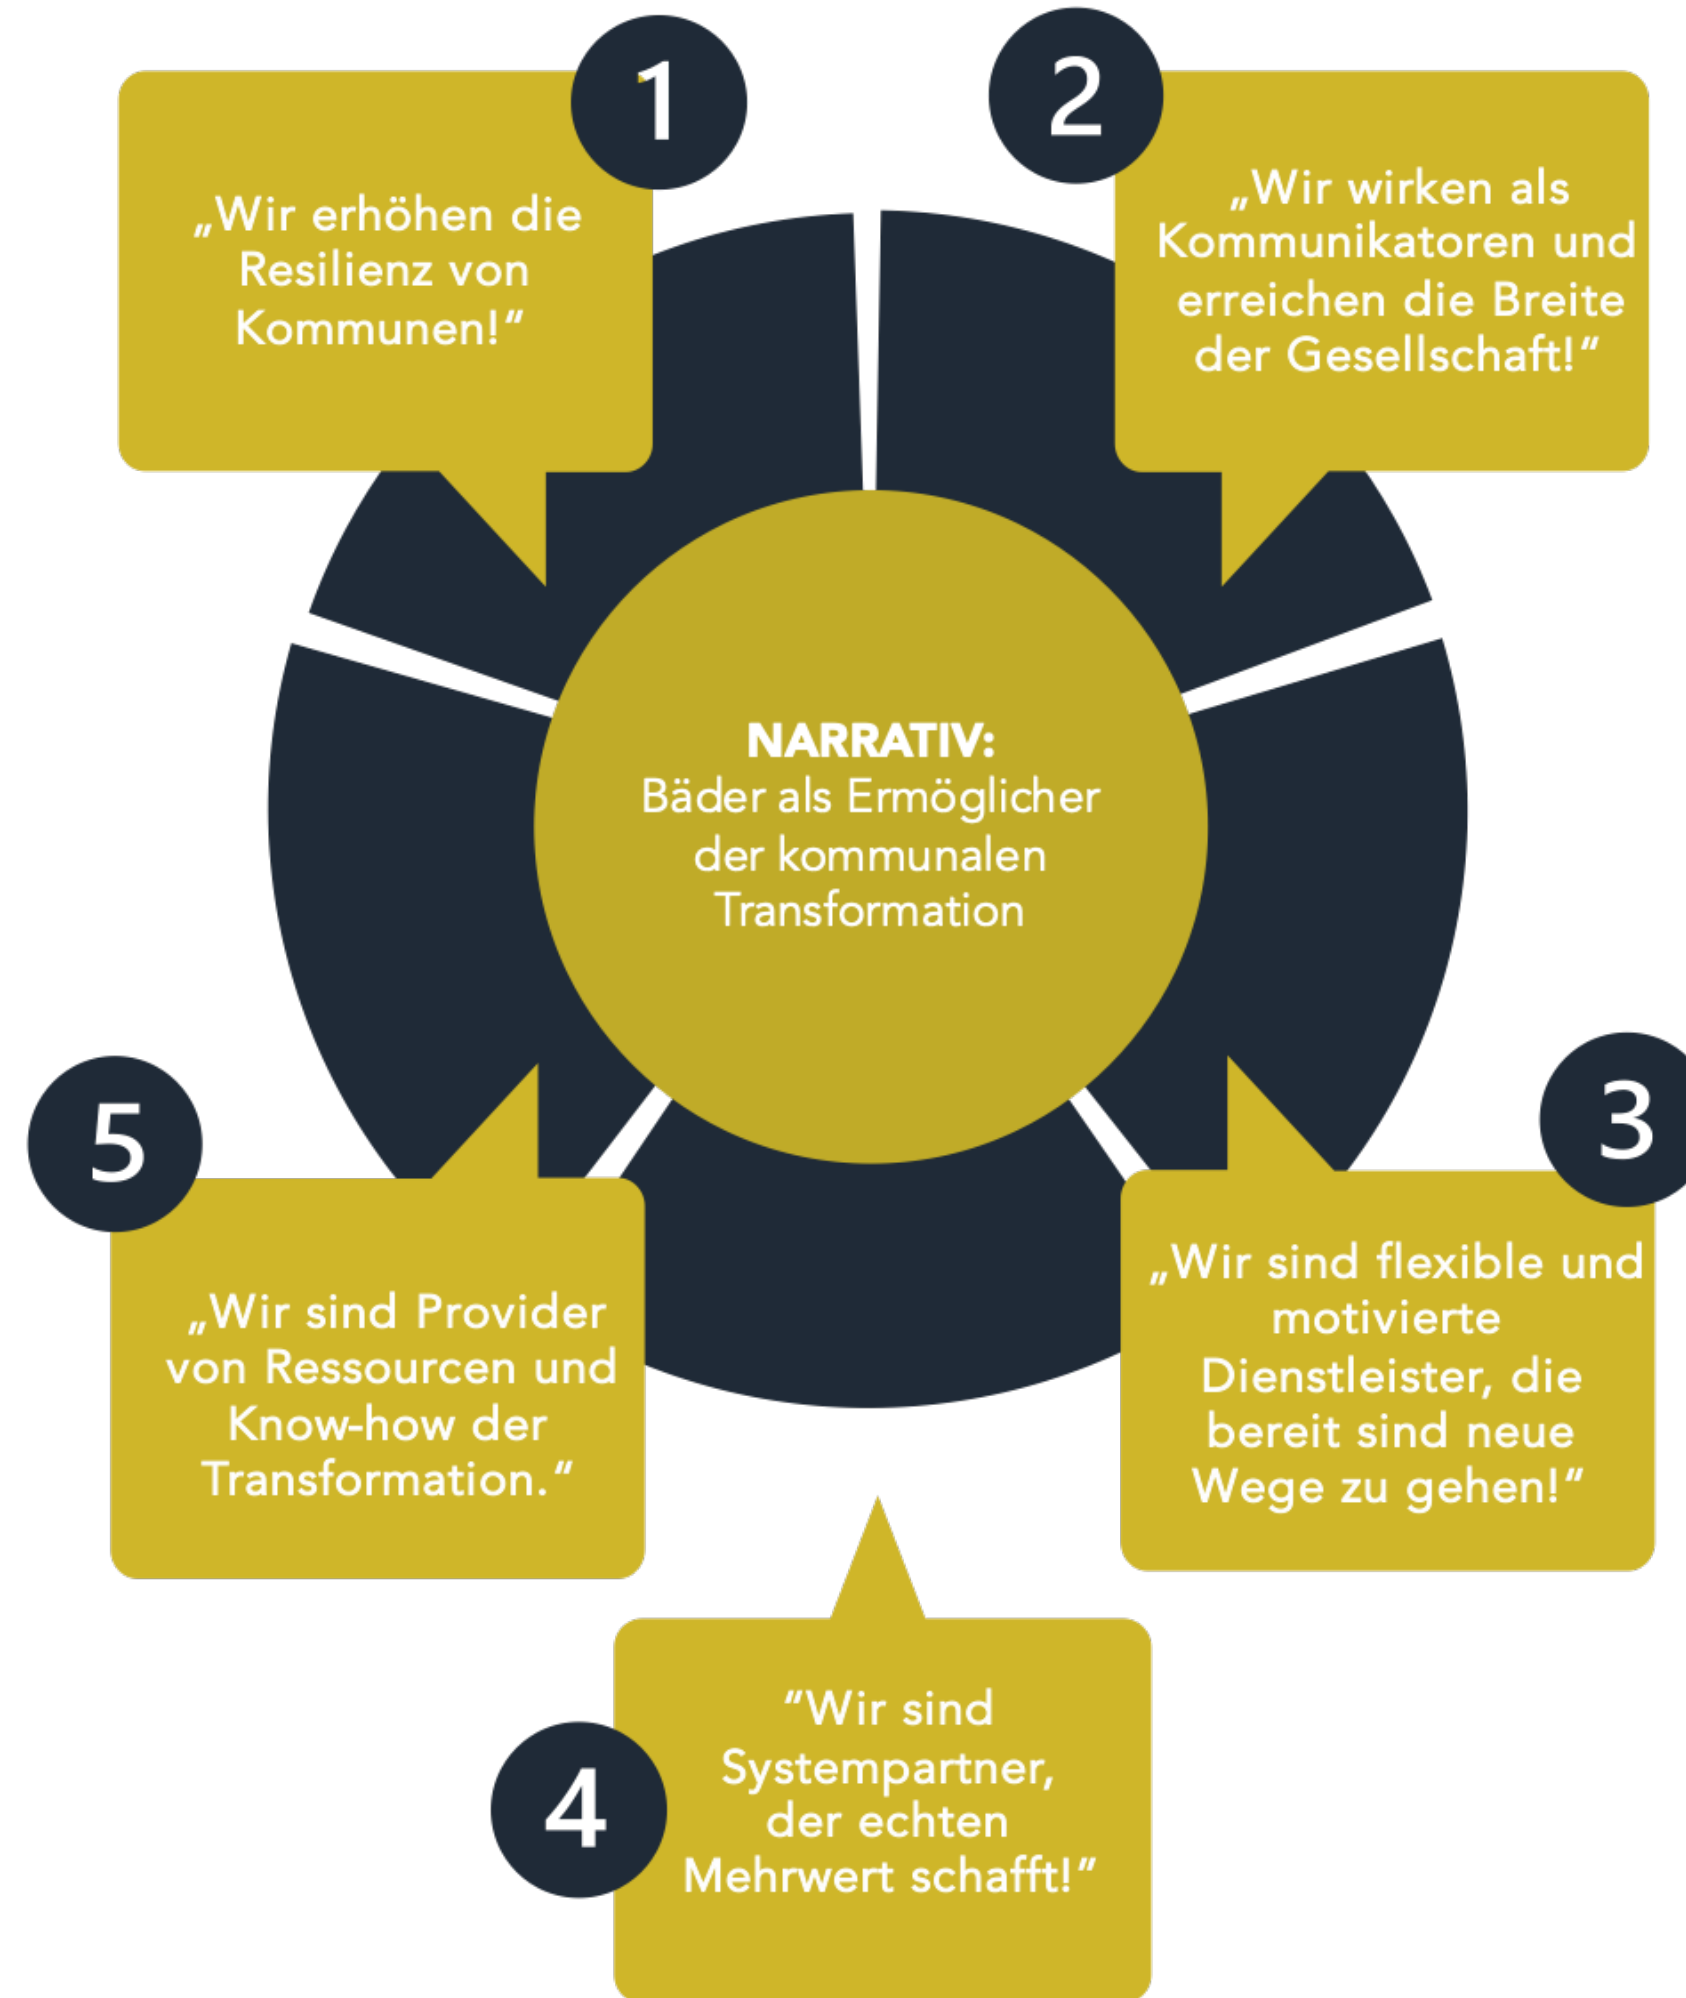 1
„Wir erhöhen die
Resilienz von
Kommunen!“
2
„Wir wirken als
Kommunikatoren und
erreichen die Breite
der Gesellschaft!“
NARRATIV:
Bäder als Ermöglicher
der kommunalen
Transformation
3
„Wir sind flexible und
motivierte
Dienstleister, die
bereit sind neue
Wege zu gehen!“
4
“Wir sind
Systempartner,
der echten
Mehrwert schafft!”
5
„Wir sind Provider
von Ressourcen und
Know-how der
Transformation.“